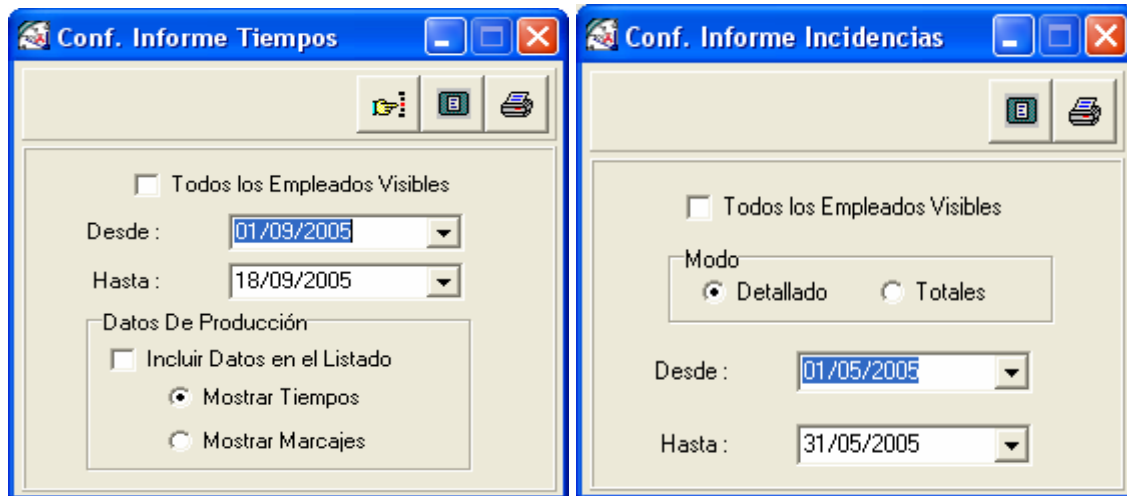 Conf. Informe Tiempos
Todos los Empleados Visibles
Desde :
01/09/2005
Hasta :
18/09/2005
Datos De Producción
Incluir Datos en el Listado
Mostrar Tiempos
Mostrar Marcajes
Conf. Informe Incidencias
Todos los Empleados Visibles
Modo
Detallado
Totales
Desde :
01/05/2005
Hasta :
31/05/2005